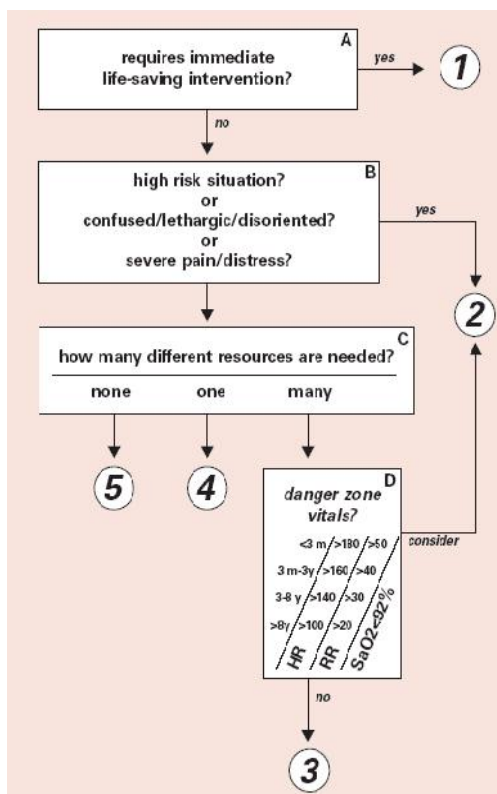 A
requires immediate
life-saving intervention?
yes
1
no
B
high risk situation?
or
confused/lethargic/disoriented?
or
severe pain/distress?
yes
2
C
how many different resources are needed?
none one many
5 4
D
danger zone
vitals?
<3 m >180 >50
3 m-3y >160 >40
3-8 y >140 >30
>8y >100 >20
HR RR SaO2<92%
consider
no
3